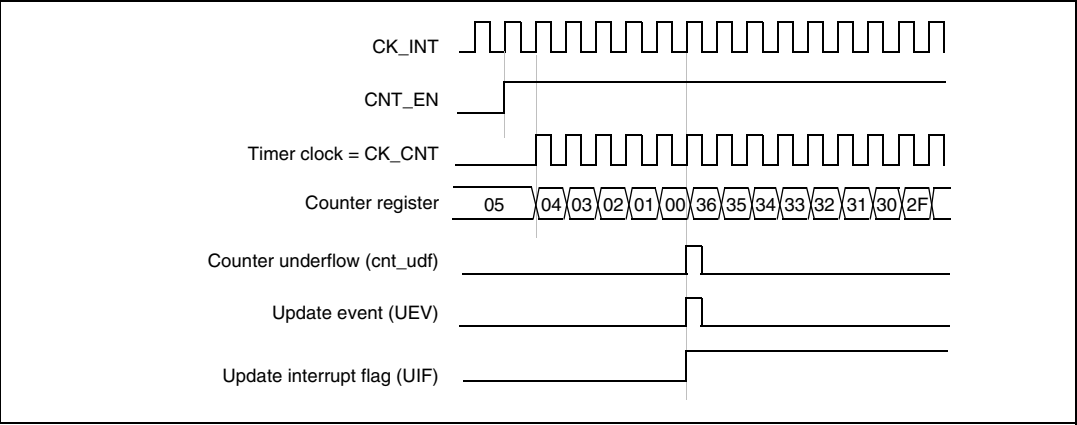 CK_INT
CNT_EN
Timer clock = CK_CNT
Counter register 05 04 03 02 01 00 36 35 34 33 32 31 30 2F
Counter underflow (cnt_udf)
Update event (UEV)
Update interrupt flag (UIF)